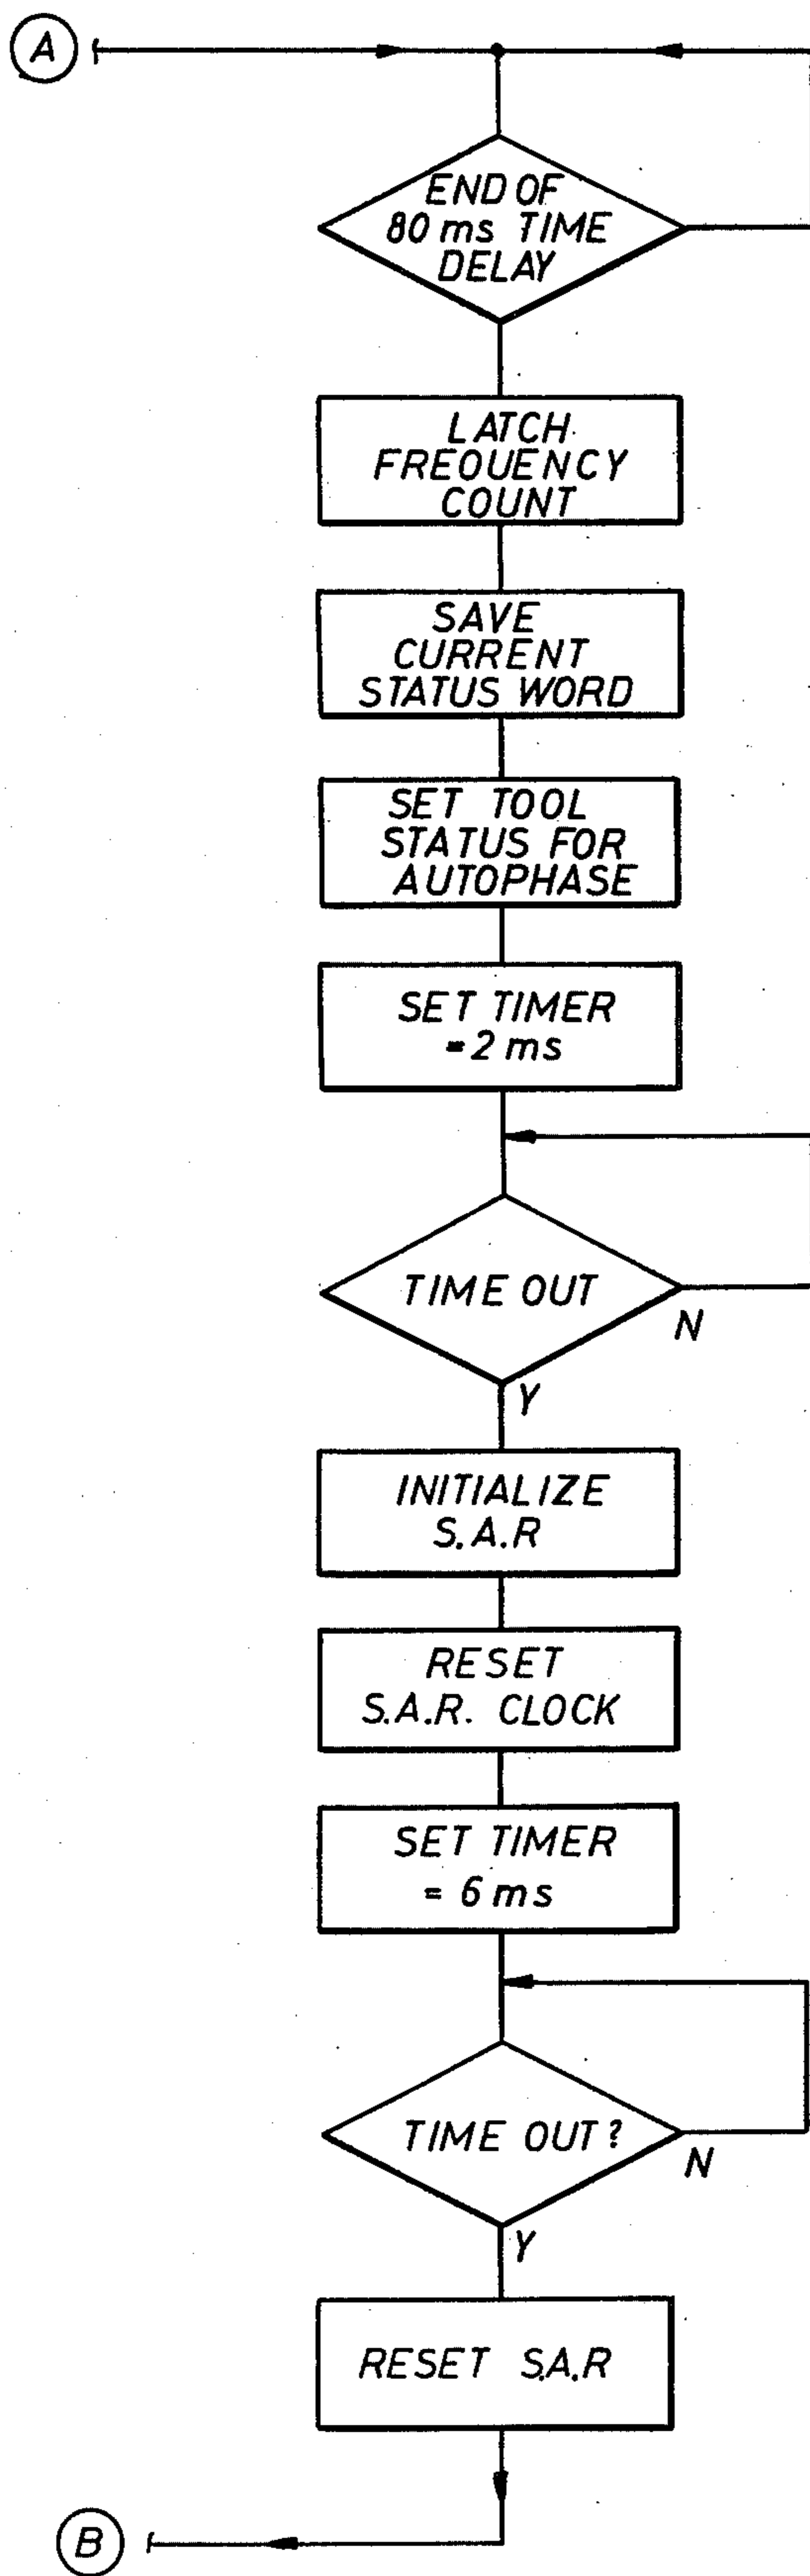 A
END OF
80 ms TIME
DELAY
LATCH
FREQUENCY
COUNT
SAVE
CURRENT
STATUS WORD
SET TOOL
STATUS FOR
AUTOPHASE
SET TIMER
= 2 ms
TIME OUT
N
Y
INITIALIZE
S.A.R
RESET
S.A.R. CLOCK
SET TIMER
= 6 ms
TIME OUT?
N
Y
RESET S.A.R
B